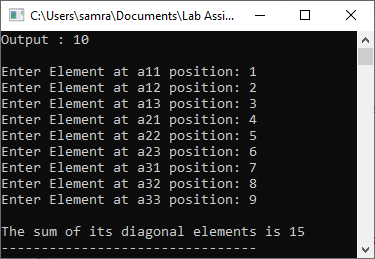 C:\Users\samra\Documents\Lab Assi...
Output : 10
Enter Element at a11 position: 1
Enter Element at a12 position: 2
Enter Element at a13 position: 3
Enter Element at a21 position: 4
Enter Element at a22 position: 5
Enter Element at a23 position: 6
Enter Element at a31 position: 7
Enter Element at a32 position: 8
Enter Element at a33 position: 9
The sum of its diagonal elements is 15
--------------------------------